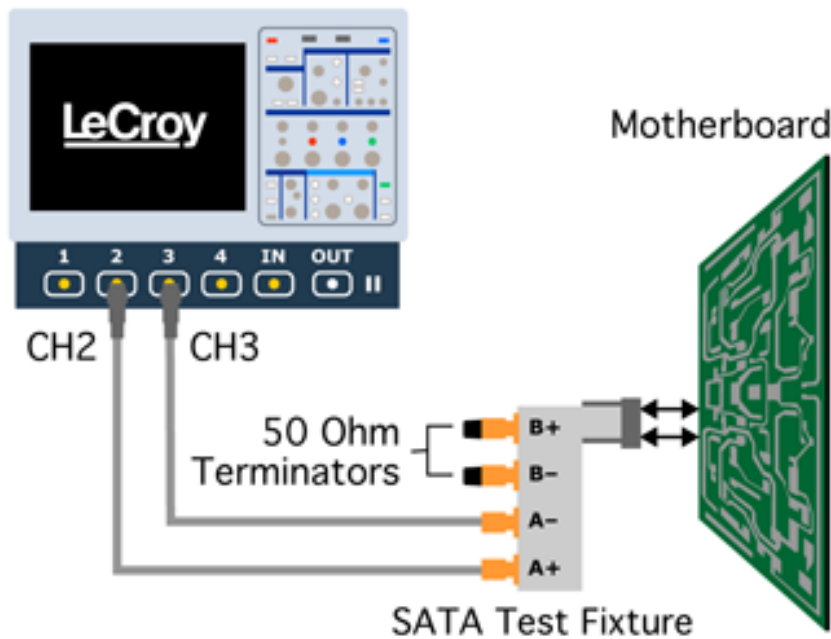 LeCroy
Motherboard
1 2 3 4 IN OUT
CH2
CH3
50 Ohm
Terminators
B+
B-
A-
A+
SATA Test Fixture